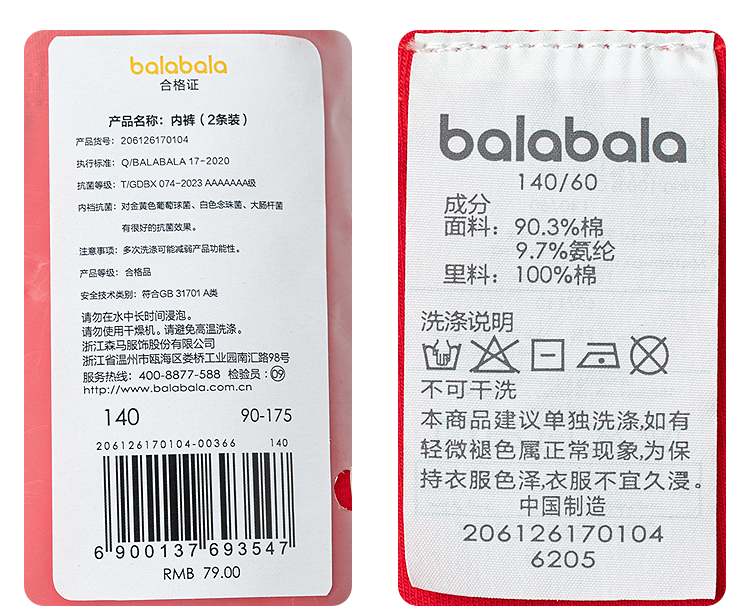 balabala
合格证
产品名称：内裤（2条装）
产品货号：206126170104
执行标准：Q/BALABALA 17-2020
抗菌等级：T/GDBX 074-2023 AAAAAAA级
内裆抗菌：对金黄色葡萄球菌、白色念珠菌、大肠杆菌
有很好的抗菌效果。
注意事项：多次洗涤可能减弱产品功能性。
产品等级：合格品
安全技术类别：符合GB 31701 A类
请勿在水中长时间浸泡。
请勿使用干燥机。请避免高温洗涤。
浙江森马服饰股份有限公司
浙江省温州市瓯海区娄桥工业园南汇路98号
服务热线：400-8877-588 检验员：09
http://www.balabala.com.cn
140 90-175
206126170104-00366 140
6 900137 693547
RMB 79.00
balabala
140/60
成分
面料：90.3%棉
9.7%氨纶
里料：100%棉
洗涤说明
不可干洗
本商品建议单独洗涤,如有
轻微褪色属正常现象,为保
持衣服色泽,衣服不宜久浸。
中国制造
206126170104
6205